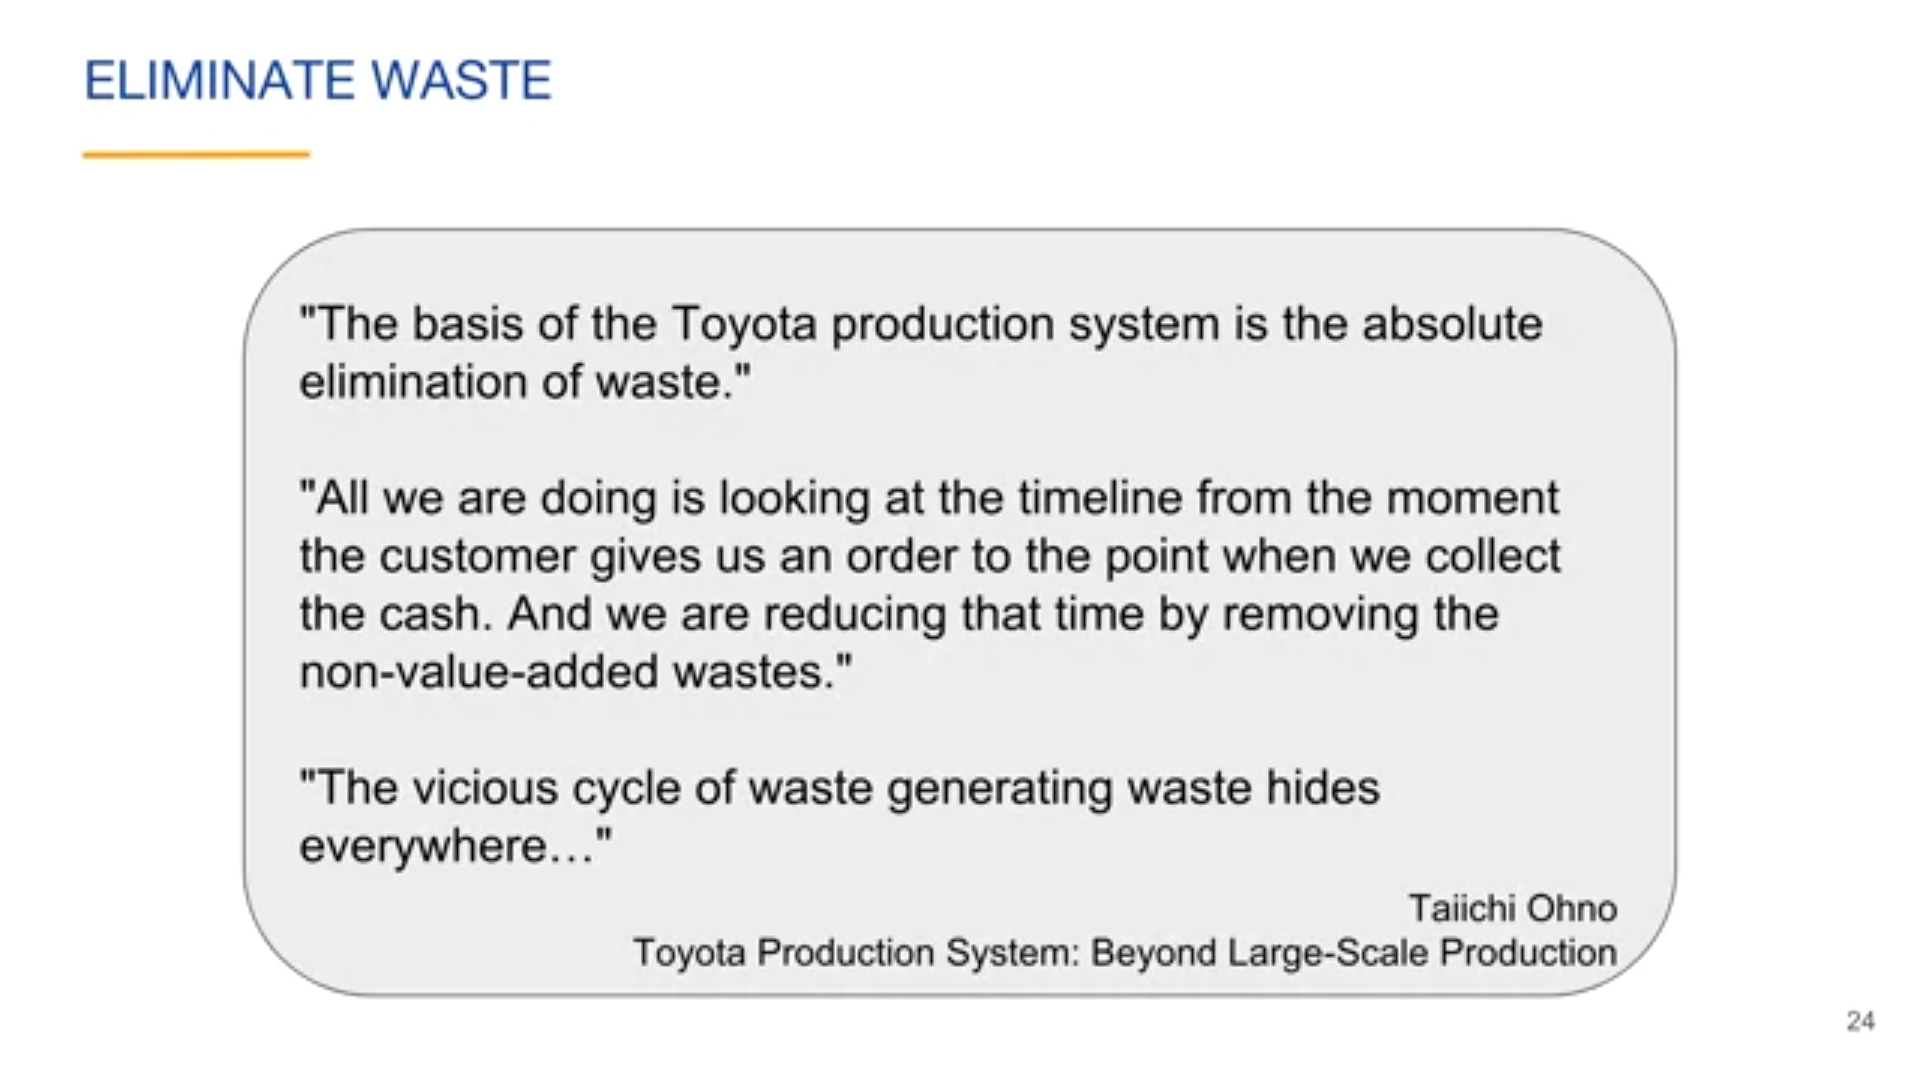 ELIMINATE WASTE
"The basis of the Toyota production system is the absolute
elimination of waste."
"All we are doing is looking at the timeline from the moment
the customer gives us an order to the point when we collect
the cash. And we are reducing that time by removing the
non-value-added wastes."
"The vicious cycle of waste generating waste hides
everywhere…"
Taiichi Ohno
Toyota Production System: Beyond Large-Scale Production
24